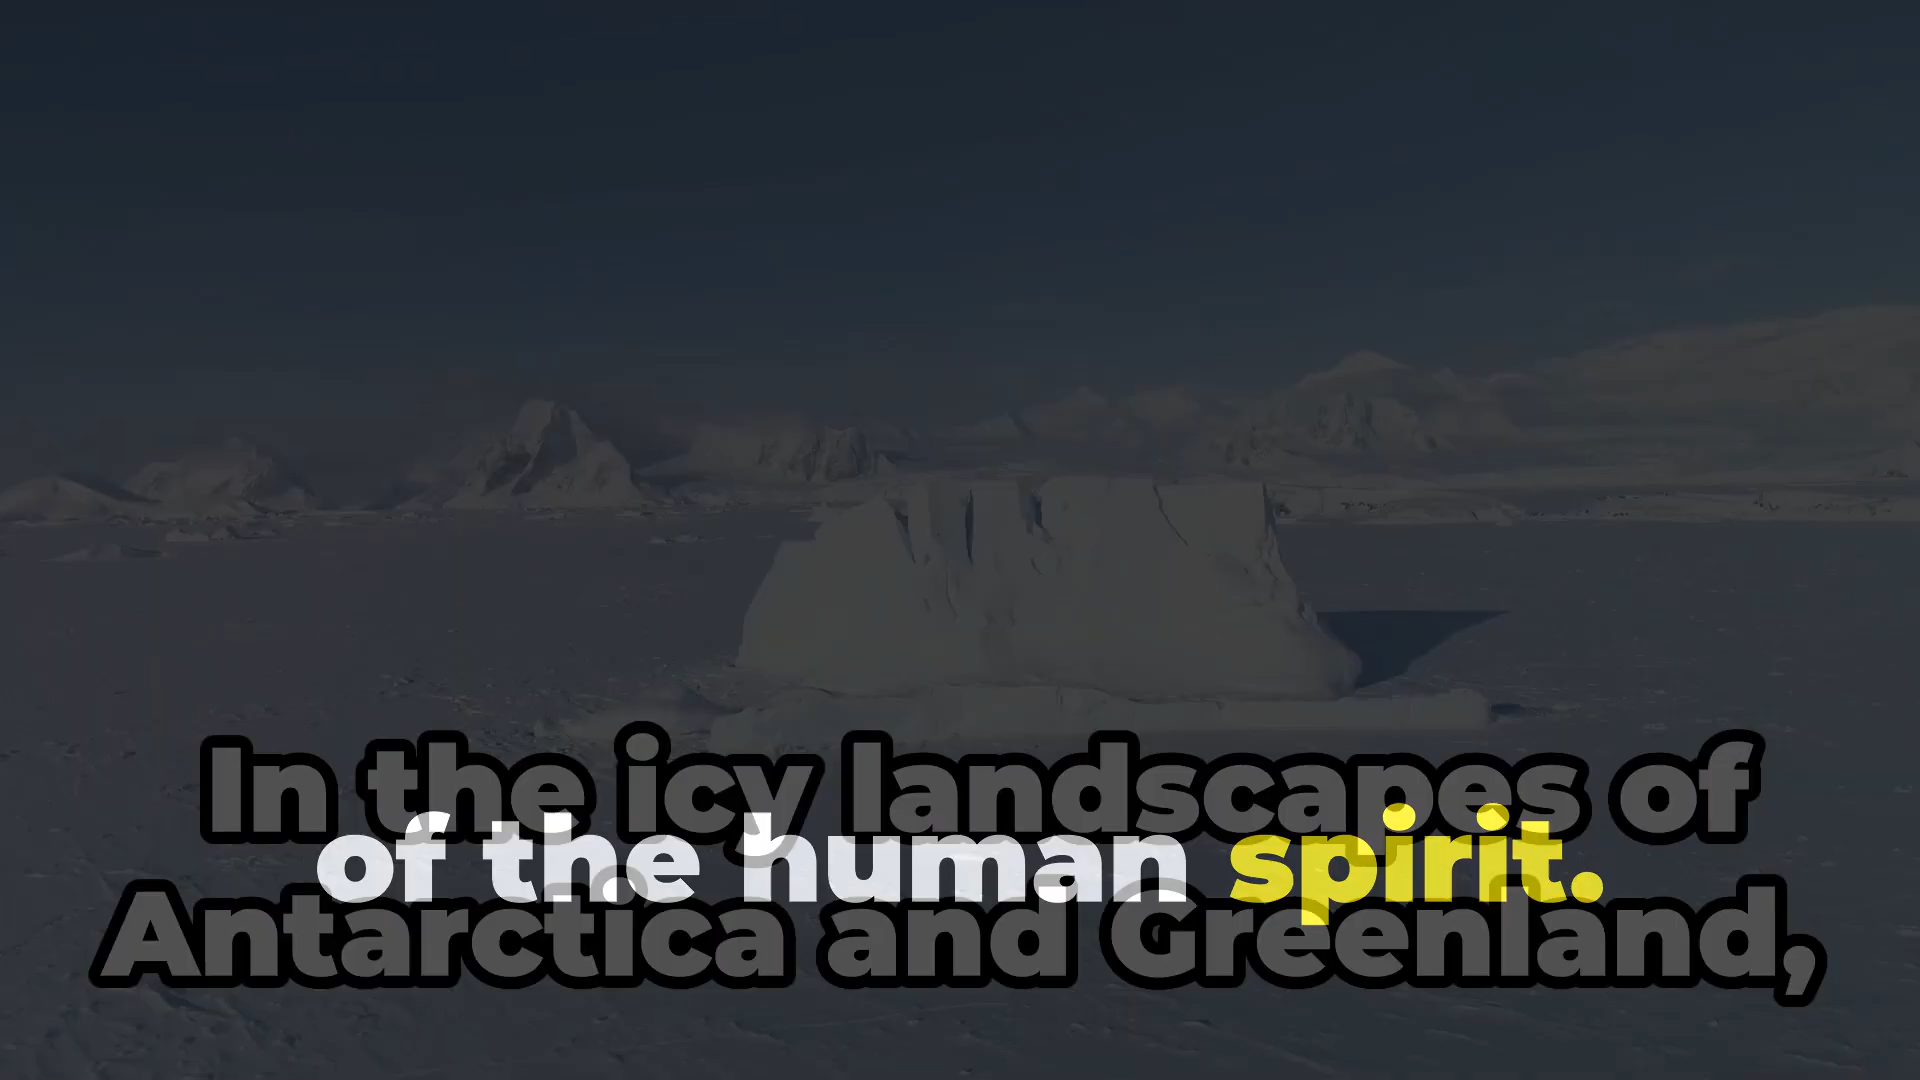 In the icy landscapes of
of the human spirit.
Antarctica and Greenland,